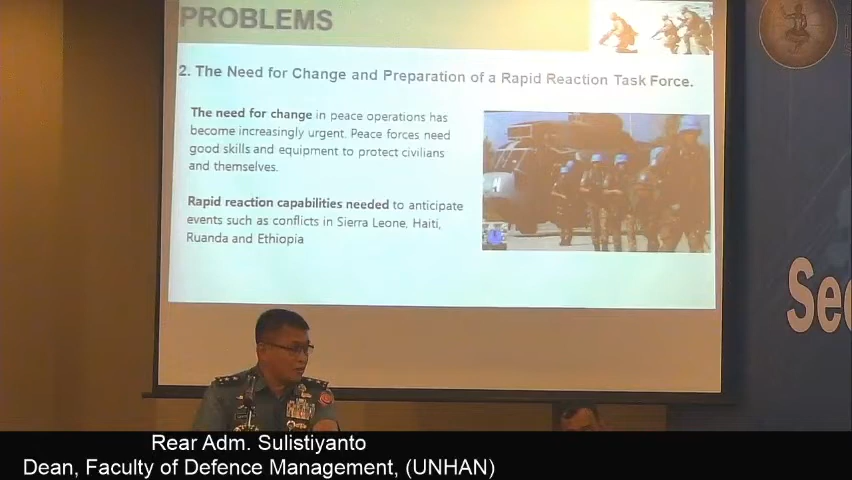 PROBLEMS
2. The Need for Change and Preparation of a Rapid Reaction Task Force.
The need for change in peace operations has
become increasingly urgent. Peace forces need
good skills and equipment to protect civilians
and themselves.
Rapid reaction capabilities needed to anticipate
events such as conflicts in Sierra Leone, Haiti,
Ruanda and Ethiopia
Sec
Rear Adm. Sulistiyanto
Dean, Faculty of Defence Management, (UNHAN)